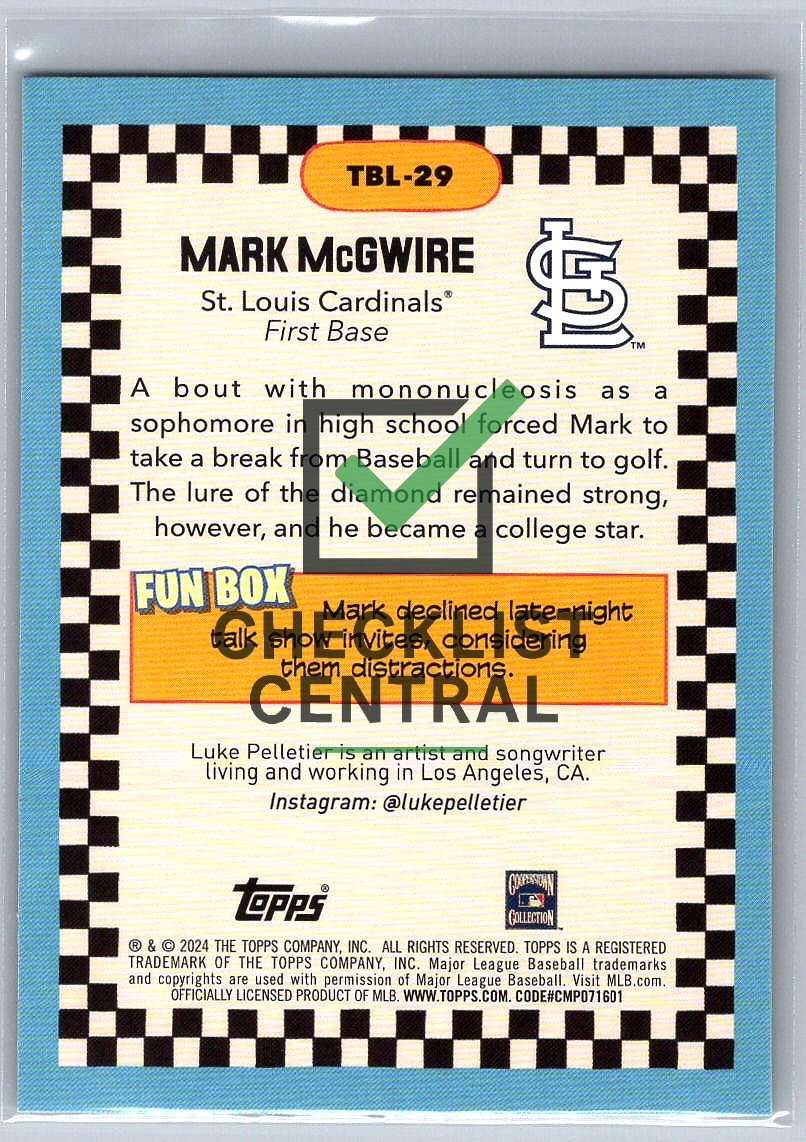 TBL-29
MARK McGWIRE
St. Louis Cardinals®
First Base
STL
™
A bout with mononucleosis as a
sophomore in high school forced Mark to
take a break from Baseball and turn to golf.
The lure of the diamond remained strong,
however, and he became a college star.
FUN BOX
Mark declined late-night
talk show invites, considering
them distractions.
CHECKLIST
CENTRAL
Luke Pelletier is an artist and songwriter
living and working in Los Angeles, CA.
Instagram: @lukepelletier
topps®
COOPERSTOWN
COLLECTION™
® & © 2024 THE TOPPS COMPANY, INC. ALL RIGHTS RESERVED. TOPPS IS A REGISTERED
TRADEMARK OF THE TOPPS COMPANY, INC. Major League Baseball trademarks
and copyrights are used with permission of Major League Baseball. Visit MLB.com.
OFFICIALLY LICENSED PRODUCT OF MLB. WWW.TOPPS.COM. CODE#CMP071601